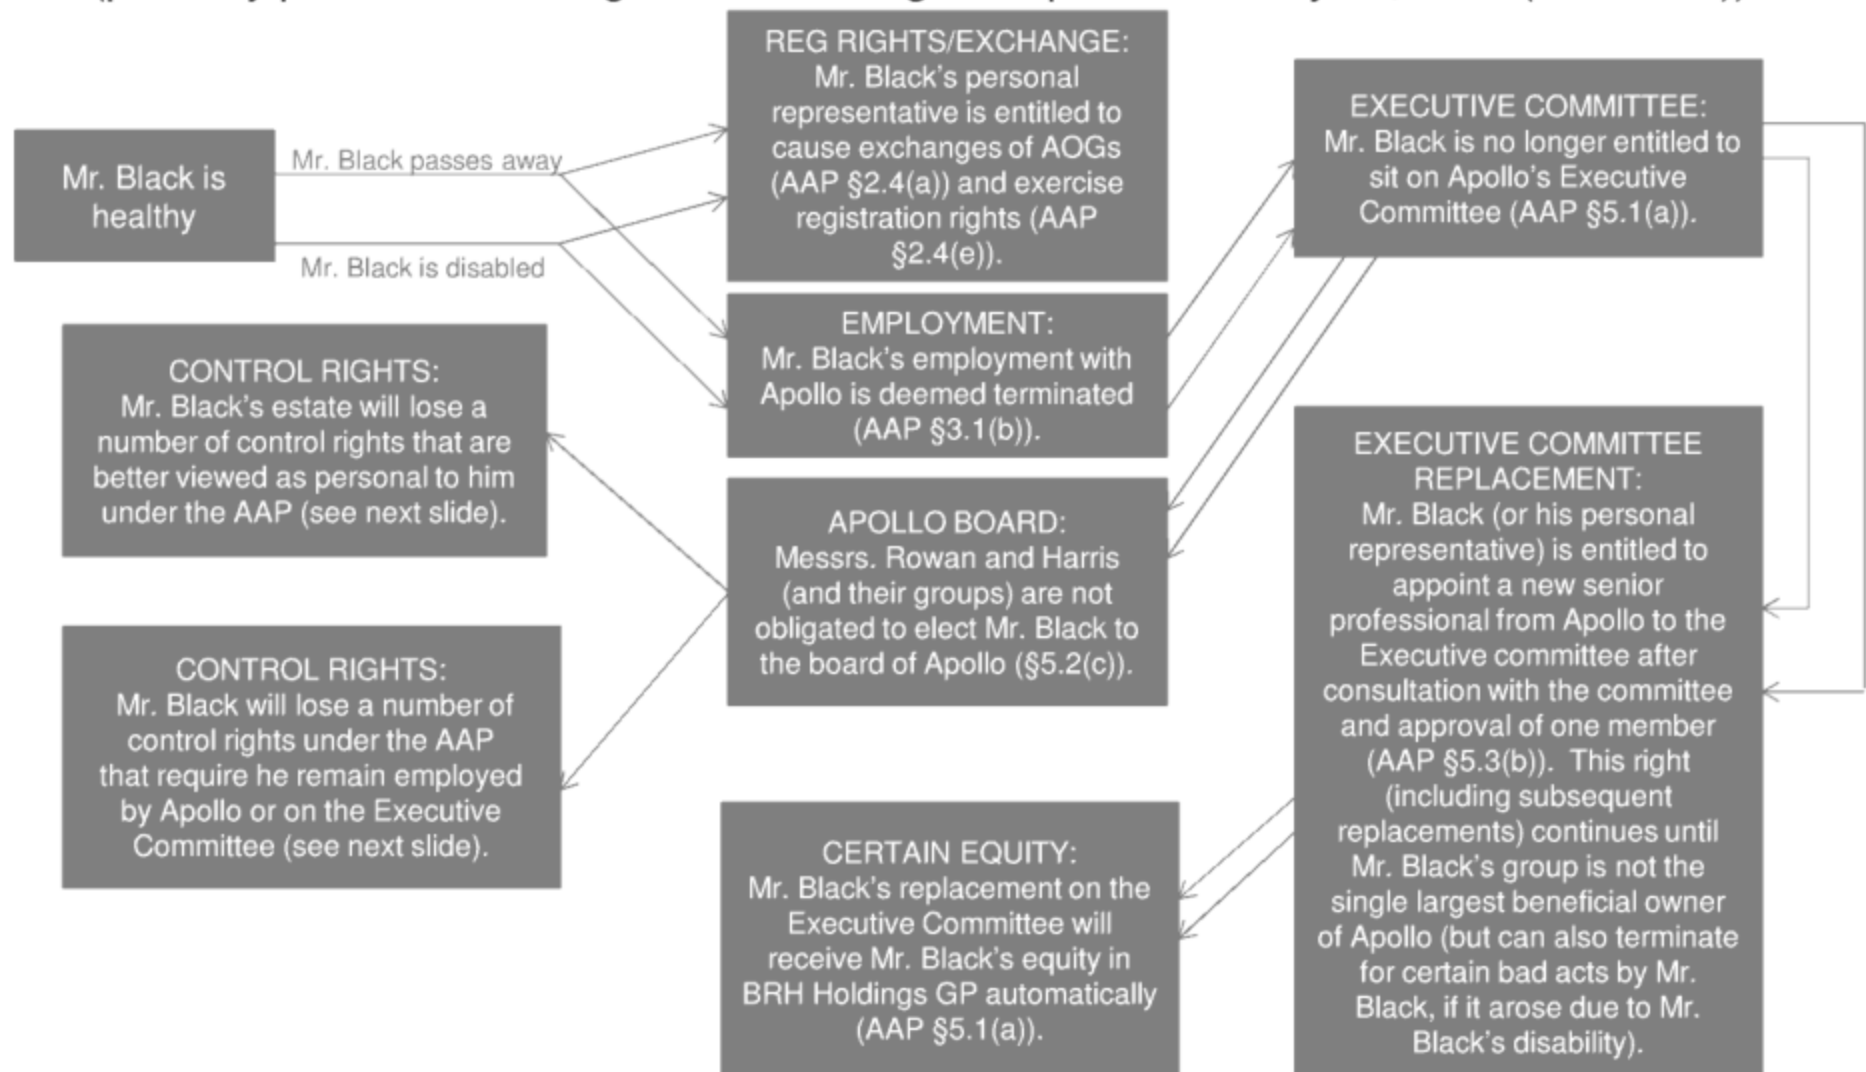 Mr. Black is
healthy
Mr. Black passes away
Mr. Black is disabled
REG RIGHTS/EXCHANGE:
Mr. Black's personal
representative is entitled to
cause exchanges of AOGs
(AAP §2.4(a)) and exercise
registration rights (AAP
§2.4(e)).
EMPLOYMENT:
Mr. Black's employment with
Apollo is deemed terminated
(AAP §3.1(b)).
EXECUTIVE COMMITTEE:
Mr. Black is no longer entitled to
sit on Apollo's Executive
Committee (AAP §5.1(a)).
CONTROL RIGHTS:
Mr. Black's estate will lose a
number of control rights that are
better viewed as personal to him
under the AAP (see next slide).
APOLLO BOARD:
Messrs. Rowan and Harris
(and their groups) are not
obligated to elect Mr. Black to
the board of Apollo (§5.2(c)).
EXECUTIVE COMMITTEE
REPLACEMENT:
Mr. Black (or his personal
representative) is entitled to
appoint a new senior
professional from Apollo to the
Executive committee after
consultation with the committee
and approval of one member
(AAP §5.3(b)).  This right
(including subsequent
replacements) continues until
Mr. Black's group is not the
single largest beneficial owner
of Apollo (but can also terminate
for certain bad acts by Mr.
Black, if it arose due to Mr.
Black's disability).
CONTROL RIGHTS:
Mr. Black will lose a number of
control rights under the AAP
that require he remain employed
by Apollo or on the Executive
Committee (see next slide).
CERTAIN EQUITY:
Mr. Black's replacement on the
Executive Committee will
receive Mr. Black's equity in
BRH Holdings GP automatically
(AAP §5.1(a)).